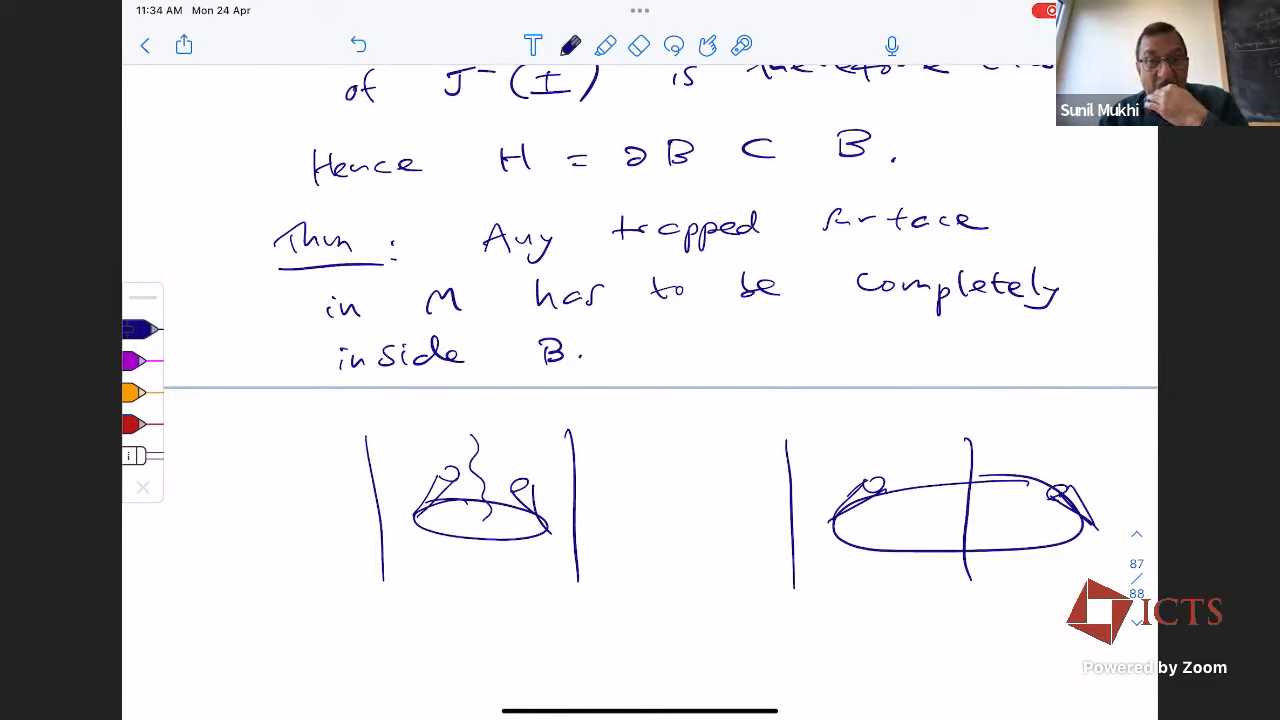 11:34 AM Mon 24 Apr
T
Sunil Mukhi
of J⁻(I) is therefore
Hence H = ∂B ⊂ B.
Thm: Any trapped surface
in M has to be completely
inside B.
87
/
88
ICTS
Powered by Zoom